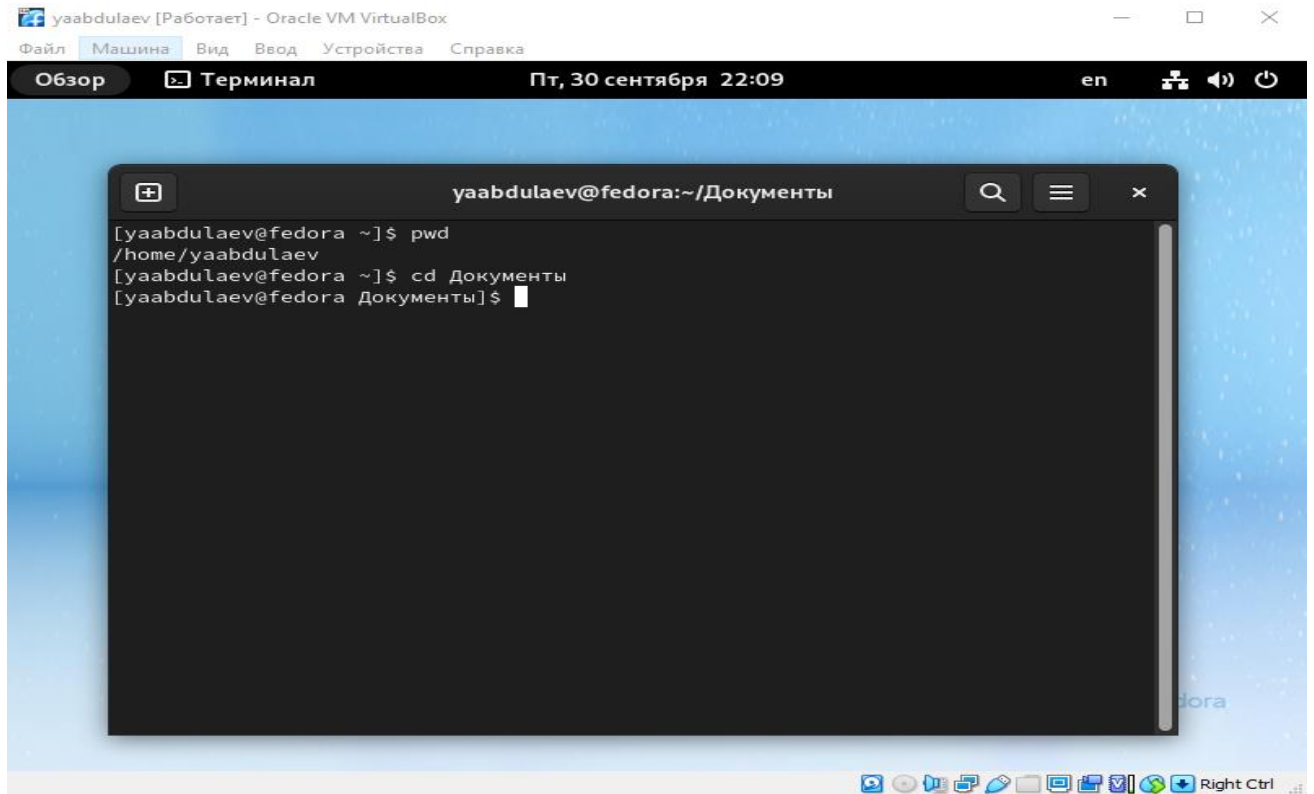 yaabdulaev [Работает] - Oracle VM VirtualBox
Файл Машина Вид Ввод Устройства Справка
Обзор Терминал Пт, 30 сентября 22:09 en
yaabdulaev@fedora:~/Документы
[yaabdulaev@fedora ~]$ pwd
/home/yaabdulaev
[yaabdulaev@fedora ~]$ cd Документы
[yaabdulaev@fedora Документы]$
dora
Right Ctrl